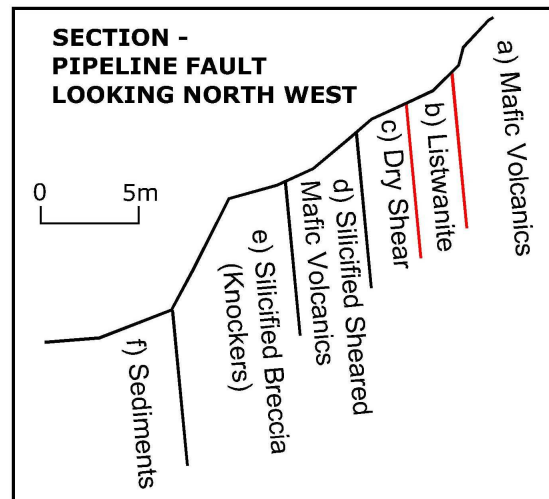 SECTION -
PIPELINE FAULT
LOOKING NORTH WEST
0 5m
a) Mafic Volcanics
b) Listwanite
c) Dry Shear
d) Silicified Sheared
Mafic Volcanics
e) Silicified Breccia
(Knockers)
f) Sediments